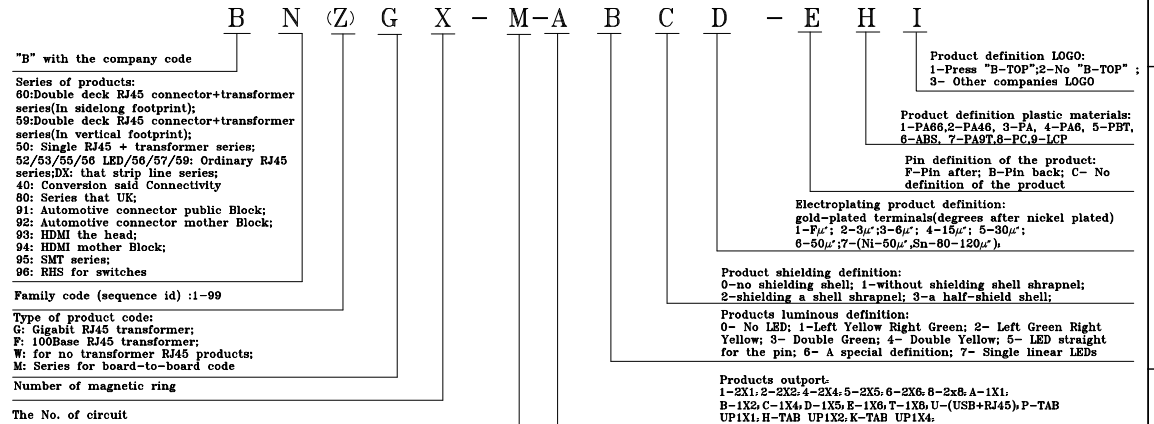 B N (Z) G X - M - A B C D - E H I
"B" with the company code
Series of products:
60:Double deck RJ45 connector+transformer
series(In sidelong footprint);
59:Double deck RJ45 connector+transformer
series(In vertical footprint);
50: Single RJ45 + transformer series;
52/53/55/56 LED/56/57/59: Ordinary RJ45
series;DX: that strip line series;
40: Conversion said Connectivity
80: Series that UK;
91: Automotive connector public Block;
92: Automotive connector mother Block;
93: HDMI the head;
94: HDMI mother Block;
95: SMT series;
96: RHS for switches
Family code (sequence id) :1-99
Type of product code:
G: Gigabit RJ45 transformer;
F: 100Base RJ45 transformer;
W: for no transformer RJ45 products;
M: Series for board-to-board code
Number of magnetic ring
The No. of circuit
Product definition LOGO:
1-Press "B-TOP";2-No "B-TOP" ;
3- Other companies LOGO
Product definition plastic materials:
1-PA66,2-PA46, 3-PA, 4-PA6, 5-PBT,
6-ABS, 7-PA9T,8-PC,9-LCP
Pin definition of the product:
F-Pin after; B-Pin back; C- No
definition of the product
Electroplating product definition:
gold-plated terminals(degrees after nickel plated)
1-Fμ"; 2-3μ";3-6μ"; 4-15μ"; 5-30μ";
6-50μ";7-(Ni-50μ",Sn-80-120μ");
Product shielding definition:
0-no shielding shell; 1-without shielding shell shrapnel;
2-shielding a shell shrapnel; 3-a half-shield shell;
Products luminous definition:
0- No LED; 1-Left Yellow Right Green; 2- Left Green Right
Yellow; 3- Double Green; 4- Double Yellow; 5- LED straight
for the pin; 6- A special definition; 7- Single linear LEDs
Products outport:
1-2X1; 2-2X2; 4-2X4; 5-2X5; 6-2X6; 8-2x8; A-1X1;
B-1X2; C-1X4; D-1X5; E-1X6; T-1X8; U-(USB+RJ45); P-TAB
UP1X1; H-TAB UP1X2; K-TAB UP1X4;